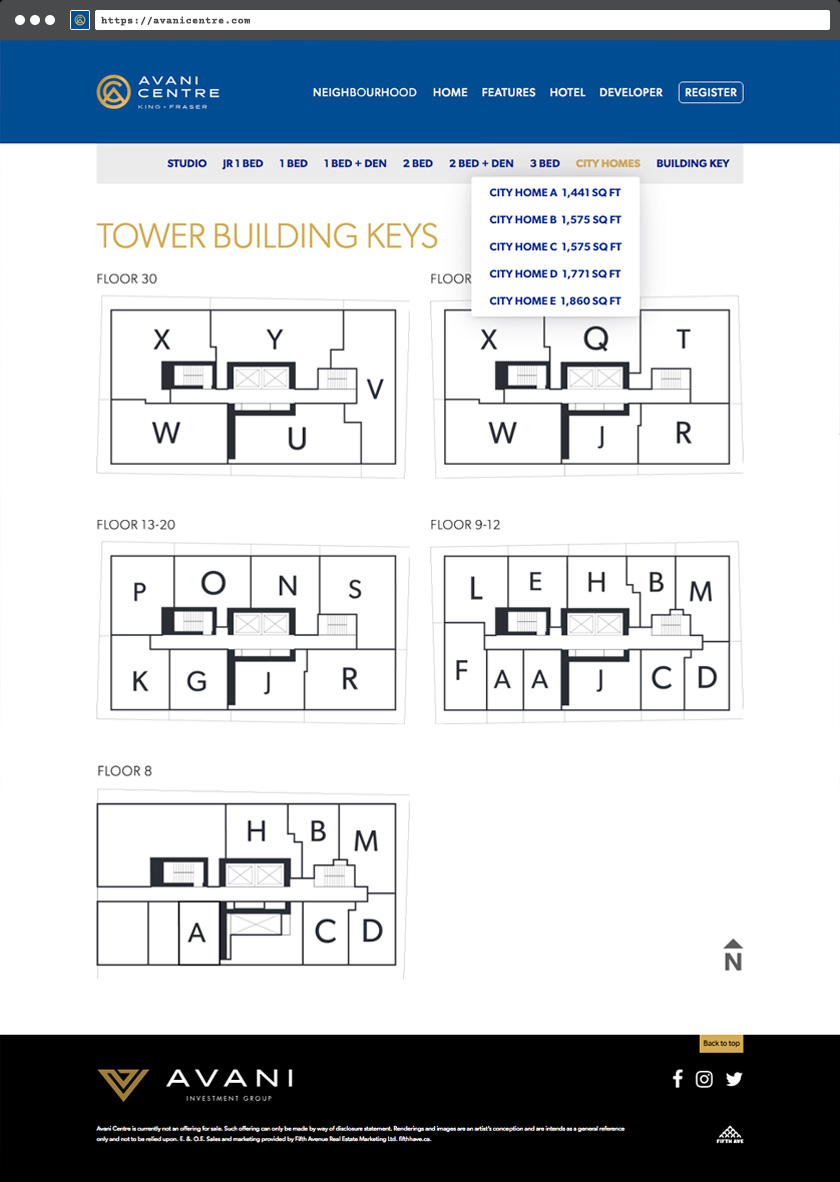 https://avanicentre.com
AVANI
CENTRE
KING + FRASER
NEIGHBOURHOOD HOME FEATURES HOTEL DEVELOPER REGISTER
STUDIO JR 1 BED 1 BED 1 BED + DEN 2 BED 2 BED + DEN 3 BED CITY HOMES BUILDING KEY
CITY HOME A 1,441 SQ FT
CITY HOME B 1,575 SQ FT
CITY HOME C 1,575 SQ FT
CITY HOME D 1,771 SQ FT
CITY HOME E 1,860 SQ FT
TOWER BUILDING KEYS
FLOOR 30
X Y
V
W U
FLOOR
X Q T
W J R
FLOOR 13-20
P O N S
K G J R
FLOOR 9-12
L E H B M
F A A J C D
FLOOR 8
H B M
A C D
N
Back to top
AVANI
INVESTMENT GROUP
Avani Centre is currently not an offering for sale. Such offering can only be made by way of disclosure statement. Renderings and images are an artist's conception and are intends as a general reference
only and not to be relied upon. E. & . O.E. Sales and marketing provided by Fifth Avenue Real Estate Marketing Ltd. fifthhave.ca.
FIFTH AVE